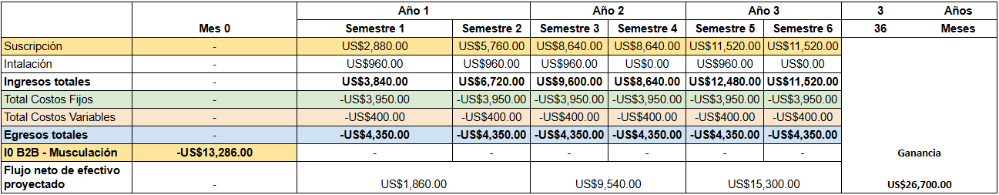 Año 1 Año 2 Año 3 3 Años
Mes 0 Semestre 1 Semestre 2 Semestre 3 Semestre 4 Semestre 5 Semestre 6 36 Meses
Suscripción - US$2,880.00 US$5,760.00 US$8,640.00 US$8,640.00 US$11,520.00 US$11,520.00
Intalación - US$960.00 US$960.00 US$960.00 US$0.00 US$960.00 US$0.00
Ingresos totales - US$3,840.00 US$6,720.00 US$9,600.00 US$8,640.00 US$12,480.00 US$11,520.00
Total Costos Fijos - -US$3,950.00 -US$3,950.00 -US$3,950.00 -US$3,950.00 -US$3,950.00 -US$3,950.00
Total Costos Variables - -US$400.00 -US$400.00 -US$400.00 -US$400.00 -US$400.00 -US$400.00
Egresos totales - -US$4,350.00 -US$4,350.00 -US$4,350.00 -US$4,350.00 -US$4,350.00 -US$4,350.00
I0 B2B - Musculación -US$13,286.00 - - - - - - Ganancia
Flujo neto de efectivo
proyectado - US$1,860.00 US$9,540.00 US$15,300.00 US$26,700.00